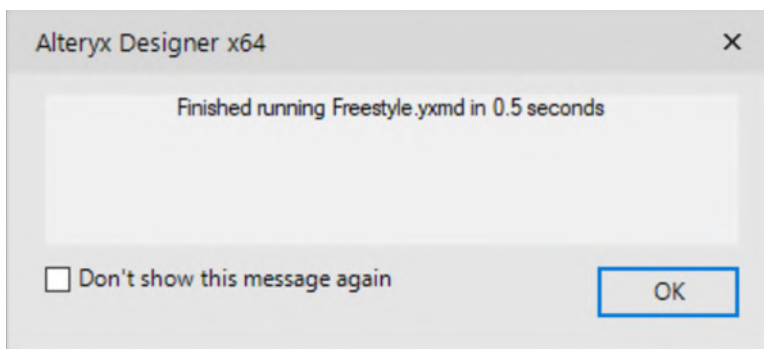 Alteryx Designer x64
Finished running Freestyle.yxmd in 0.5 seconds
Don't show this message again
OK